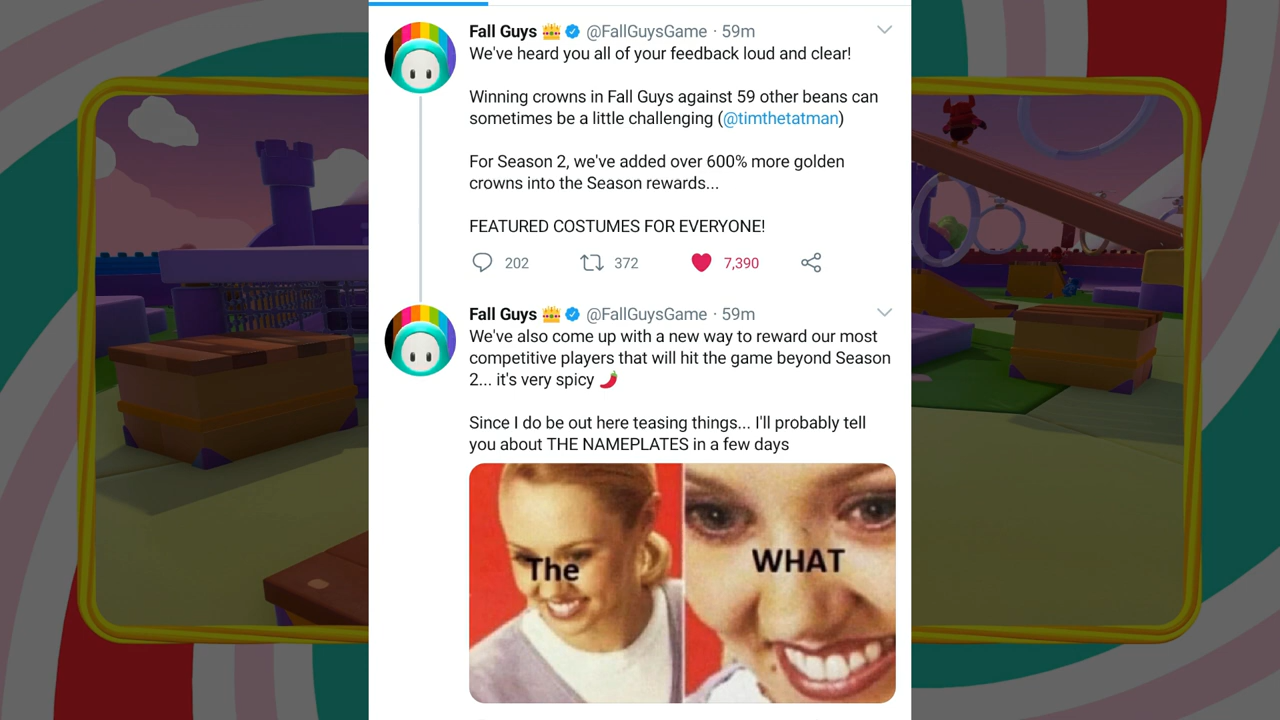 Fall Guys 👑 @FallGuysGame · 59m
We've heard you all of your feedback loud and clear!
Winning crowns in Fall Guys against 59 other beans can
sometimes be a little challenging (@timthetatman)
For Season 2, we've added over 600% more golden
crowns into the Season rewards...
FEATURED COSTUMES FOR EVERYONE!
202 372 7,390
Fall Guys 👑 @FallGuysGame · 59m
We've also come up with a new way to reward our most
competitive players that will hit the game beyond Season
2... it's very spicy 🌶️
Since I do be out here teasing things... I'll probably tell
you about THE NAMEPLATES in a few days
The
WHAT